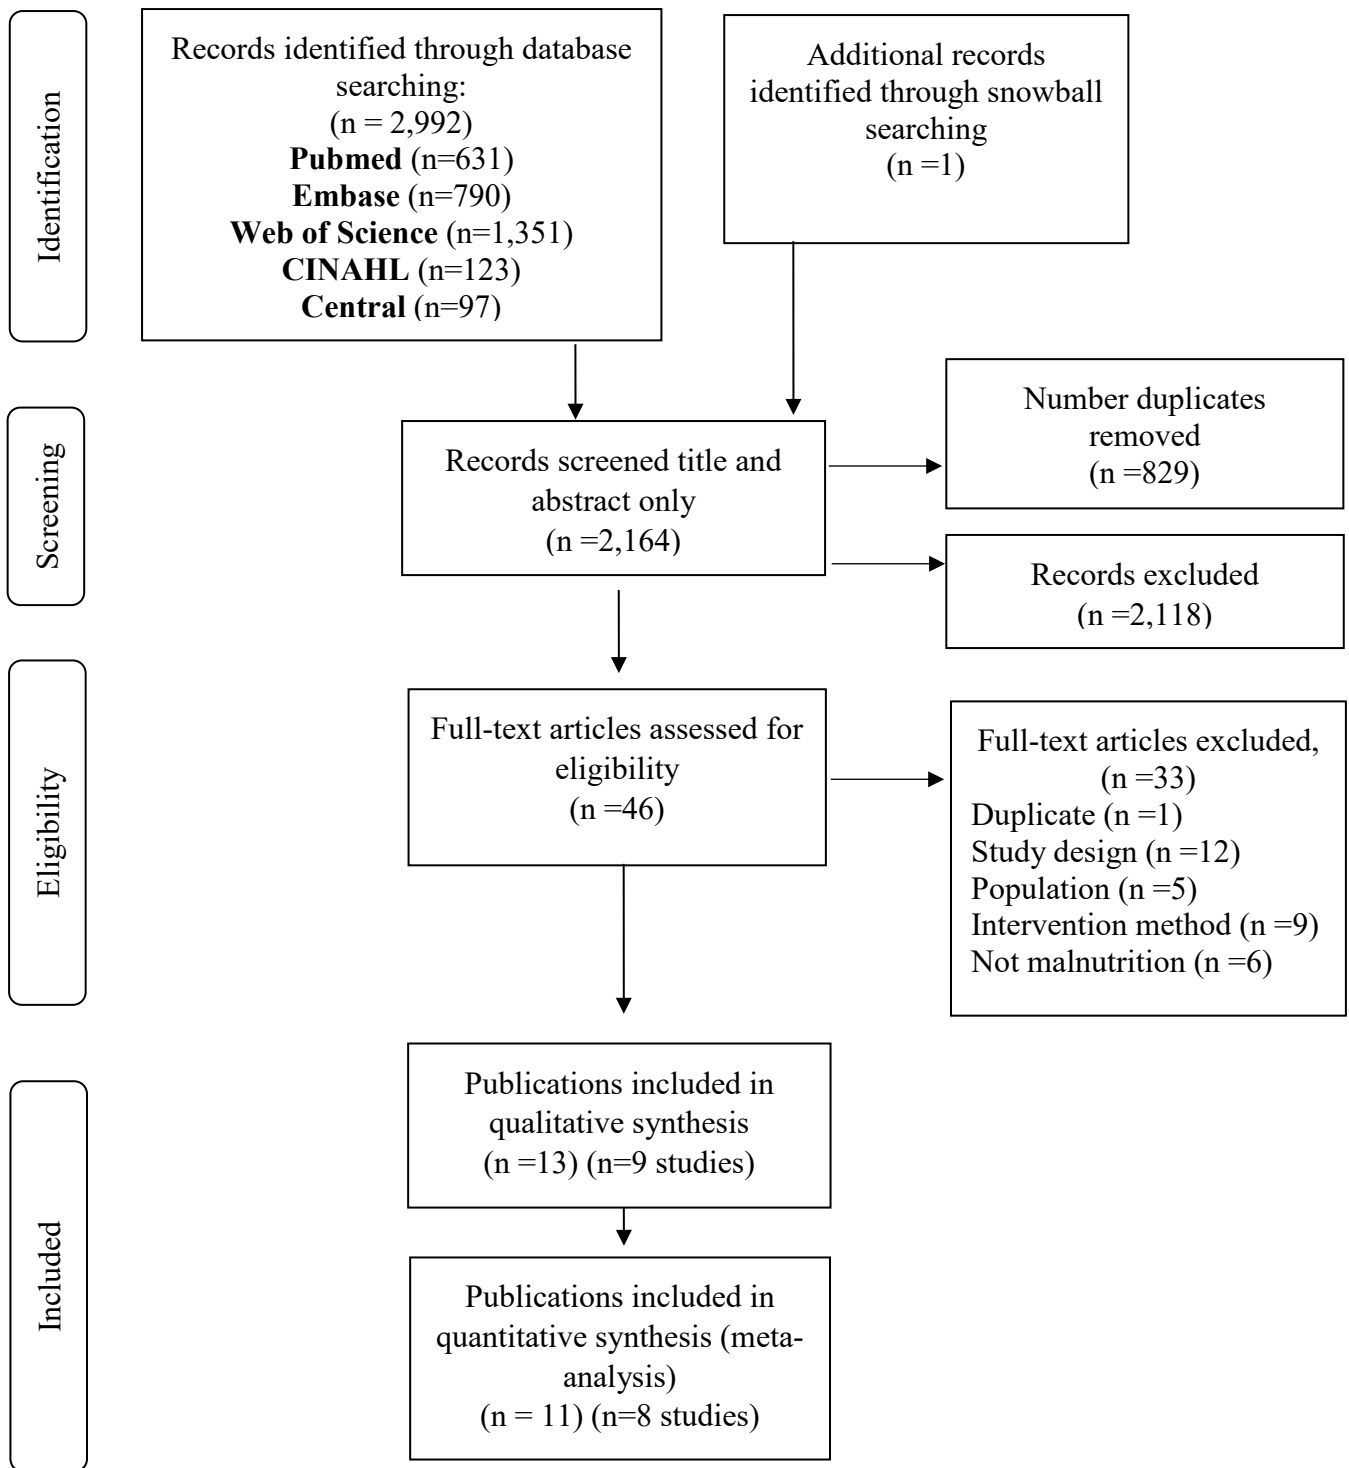 Identification
Records identified through database
searching:
(n = 2,992)
Pubmed (n=631)
Embase (n=790)
Web of Science (n=1,351)
CINAHL (n=123)
Central (n=97)
Additional records
identified through snowball
searching
(n =1)
Screening
Records screened title and
abstract only
(n =2,164)
Number duplicates
removed
(n =829)
Records excluded
(n =2,118)
Eligibility
Full-text articles assessed for
eligibility
(n =46)
Full-text articles excluded,
(n =33)
Duplicate (n =1)
Study design (n =12)
Population (n =5)
Intervention method (n =9)
Not malnutrition (n =6)
Included
Publications included in
qualitative synthesis
(n =13) (n=9 studies)
Publications included in
quantitative synthesis (meta-
analysis)
(n = 11) (n=8 studies)